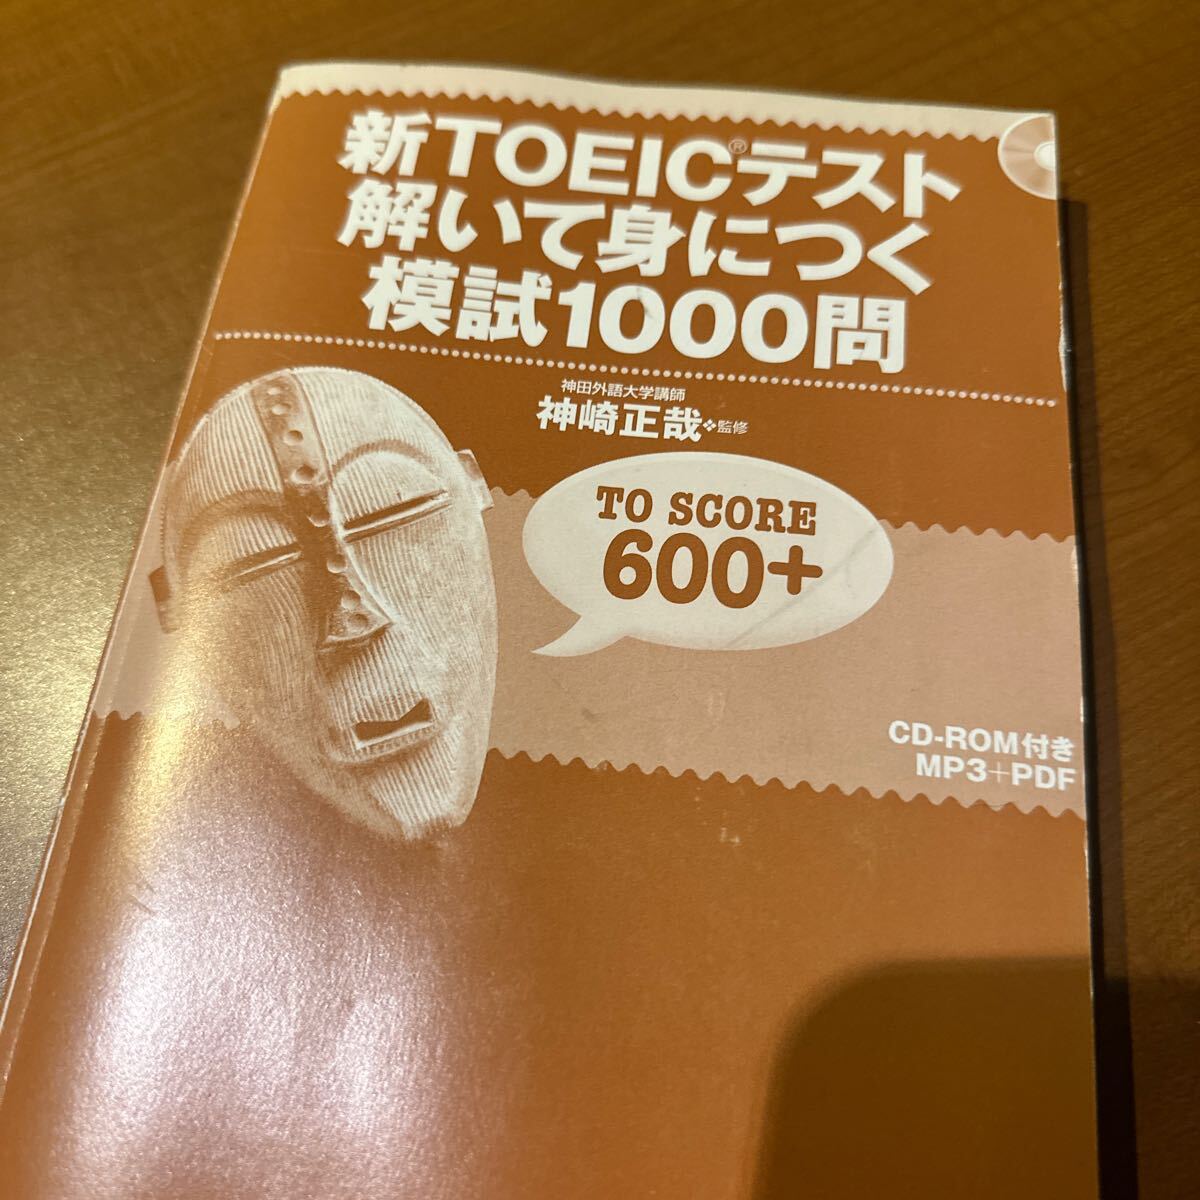 新TOEIC®テスト
解いて身につく
模試1000問
神田外語大学講師
神崎正哉❖監修
TO SCORE
600+
CD-ROM付き
MP3+PDF